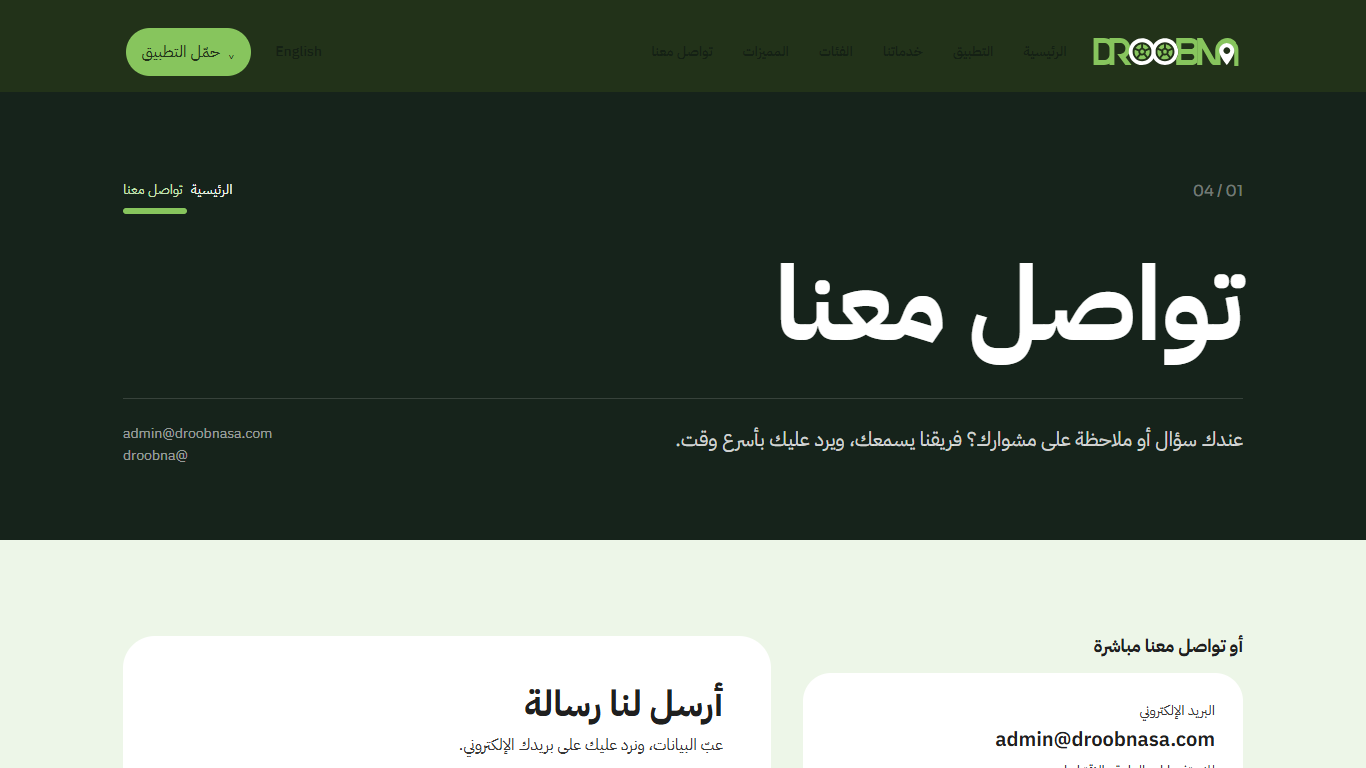 DROOBNA
الرئيسية
التطبيق
خدماتنا
الفئات
المميزات
تواصل معنا
English
حمّل التطبيق
04 / 01
الرئيسية تواصل معنا
تواصل معنا
عندك سؤال أو ملاحظة على مشوارك؟ فريقنا يسمعك، ويرد عليك بأسرع وقت.
admin@droobnasa.com
droobna@
أو تواصل معنا مباشرة
البريد الإلكتروني
admin@droobnasa.com
أرسل لنا رسالة
عبّ البيانات، ونرد عليك على بريدك الإلكتروني.